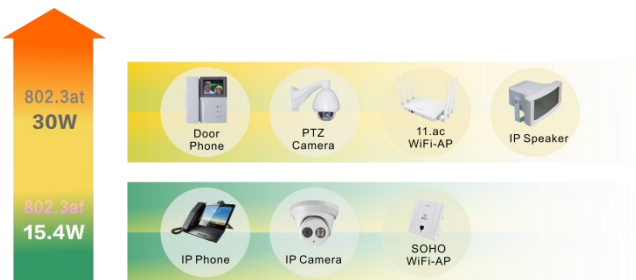 802.3at
30W
Door
Phone
PTZ
Camera
11.ac
WiFi-AP
IP Speaker
802.3af
15.4W
IP Phone
IP Camera
SOHO
WiFi-AP